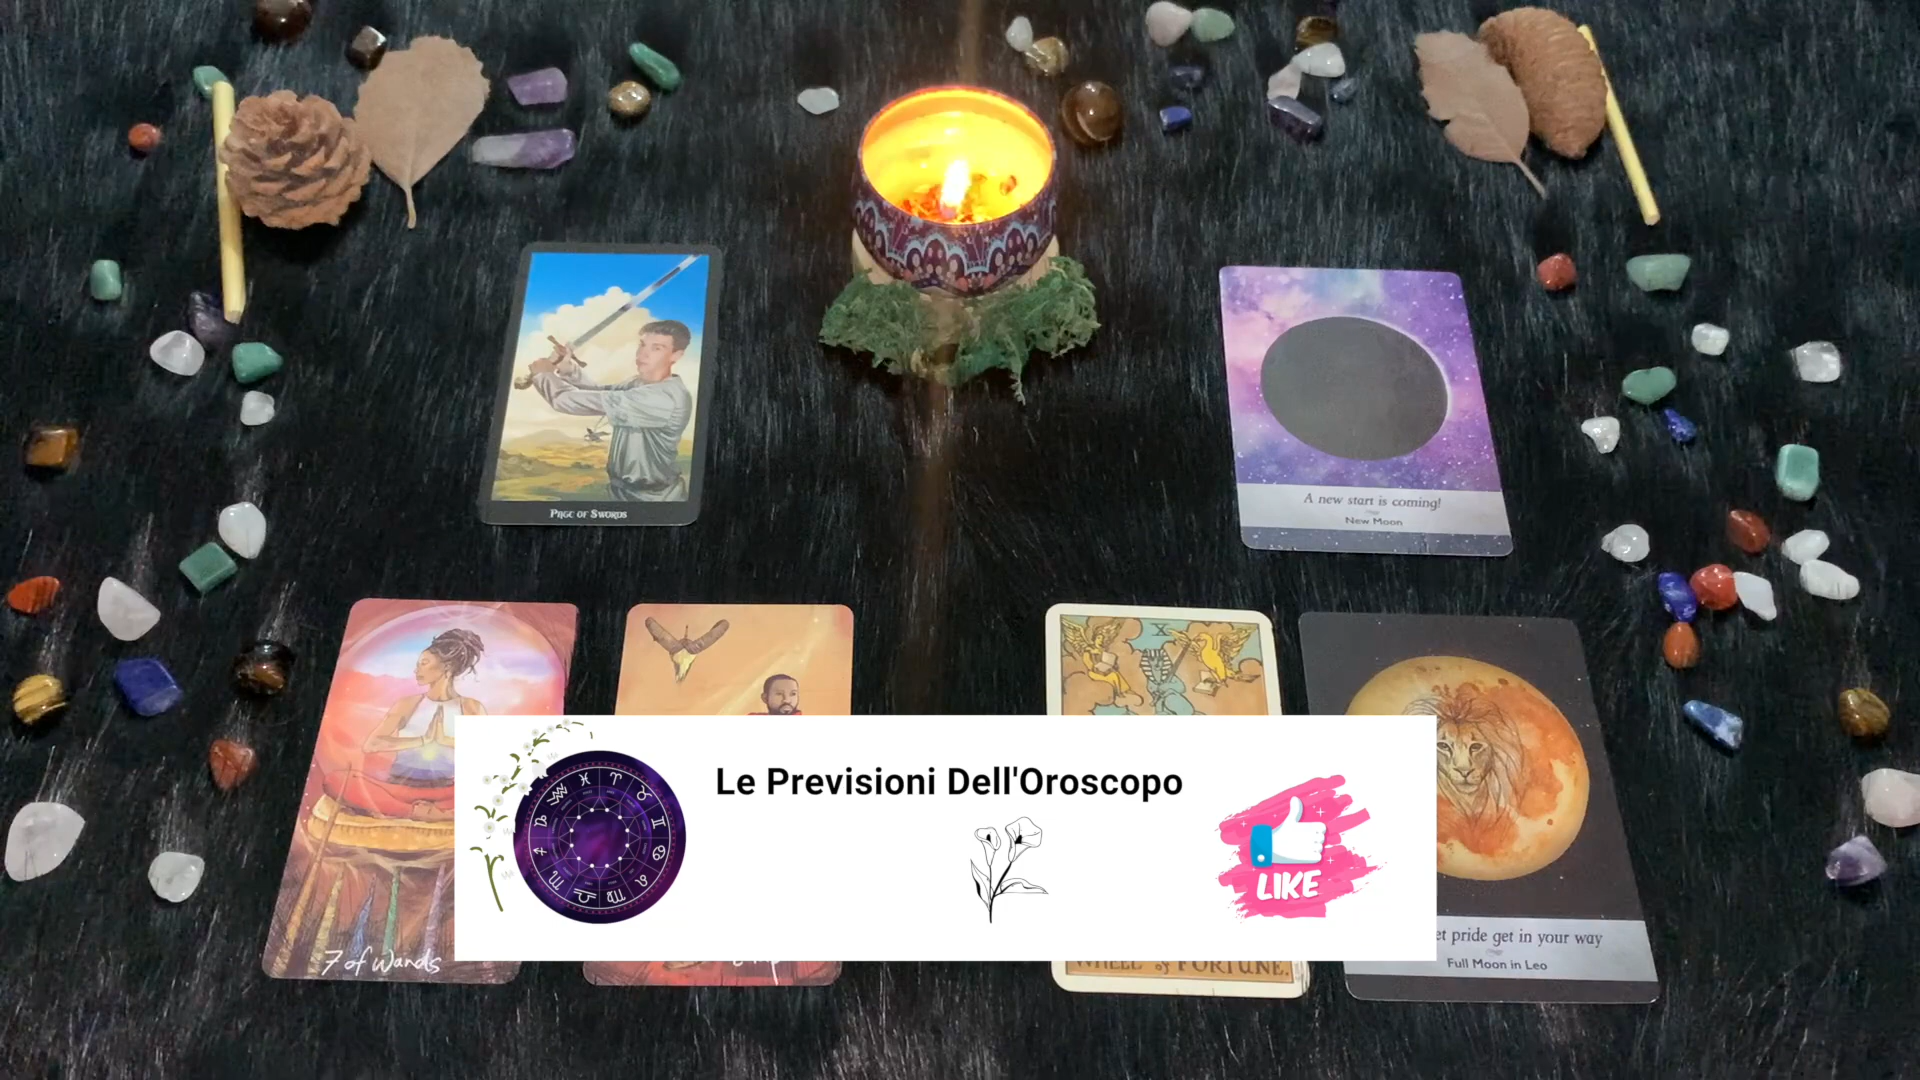 PAGE OF SWORDS
A new start is coming!
New Moon
X
Le Previsioni Dell'Oroscopo
LIKE
7 of Wands
WHEEL of FORTUNE.
pride get in your way
Full Moon in Leo